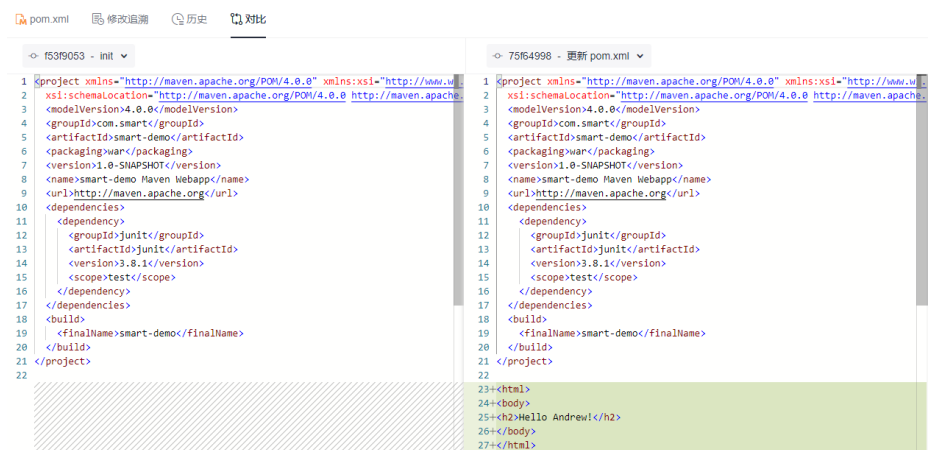 pom.xml 修改追溯 历史 对比
f53f9053 - init
1 <project xmlns="http://maven.apache.org/POM/4.0.0" xmlns:xsi="http://www.w
2 xsi:schemaLocation="http://maven.apache.org/POM/4.0.0 http://maven.apache.
3 <modelVersion>4.0.0</modelVersion>
4 <groupId>com.smart</groupId>
5 <artifactId>smart-demo</artifactId>
6 <packaging>war</packaging>
7 <version>1.0-SNAPSHOT</version>
8 <name>smart-demo Maven Webapp</name>
9 <url>http://maven.apache.org</url>
10 <dependencies>
11 <dependency>
12 <groupId>junit</groupId>
13 <artifactId>junit</artifactId>
14 <version>3.8.1</version>
15 <scope>test</scope>
16 </dependency>
17 </dependencies>
18 <build>
19 <finalName>smart-demo</finalName>
20 </build>
21 </project>
22
75f64998 - 更新 pom.xml
1 <project xmlns="http://maven.apache.org/POM/4.0.0" xmlns:xsi="http://www.w
2 xsi:schemaLocation="http://maven.apache.org/POM/4.0.0 http://maven.apache.
3 <modelVersion>4.0.0</modelVersion>
4 <groupId>com.smart</groupId>
5 <artifactId>smart-demo</artifactId>
6 <packaging>war</packaging>
7 <version>1.0-SNAPSHOT</version>
8 <name>smart-demo Maven Webapp</name>
9 <url>http://maven.apache.org</url>
10 <dependencies>
11 <dependency>
12 <groupId>junit</groupId>
13 <artifactId>junit</artifactId>
14 <version>3.8.1</version>
15 <scope>test</scope>
16 </dependency>
17 </dependencies>
18 <build>
19 <finalName>smart-demo</finalName>
20 </build>
21 </project>
22
23+<html>
24+<body>
25+<h2>Hello Andrew!</h2>
26+</body>
27+</html>